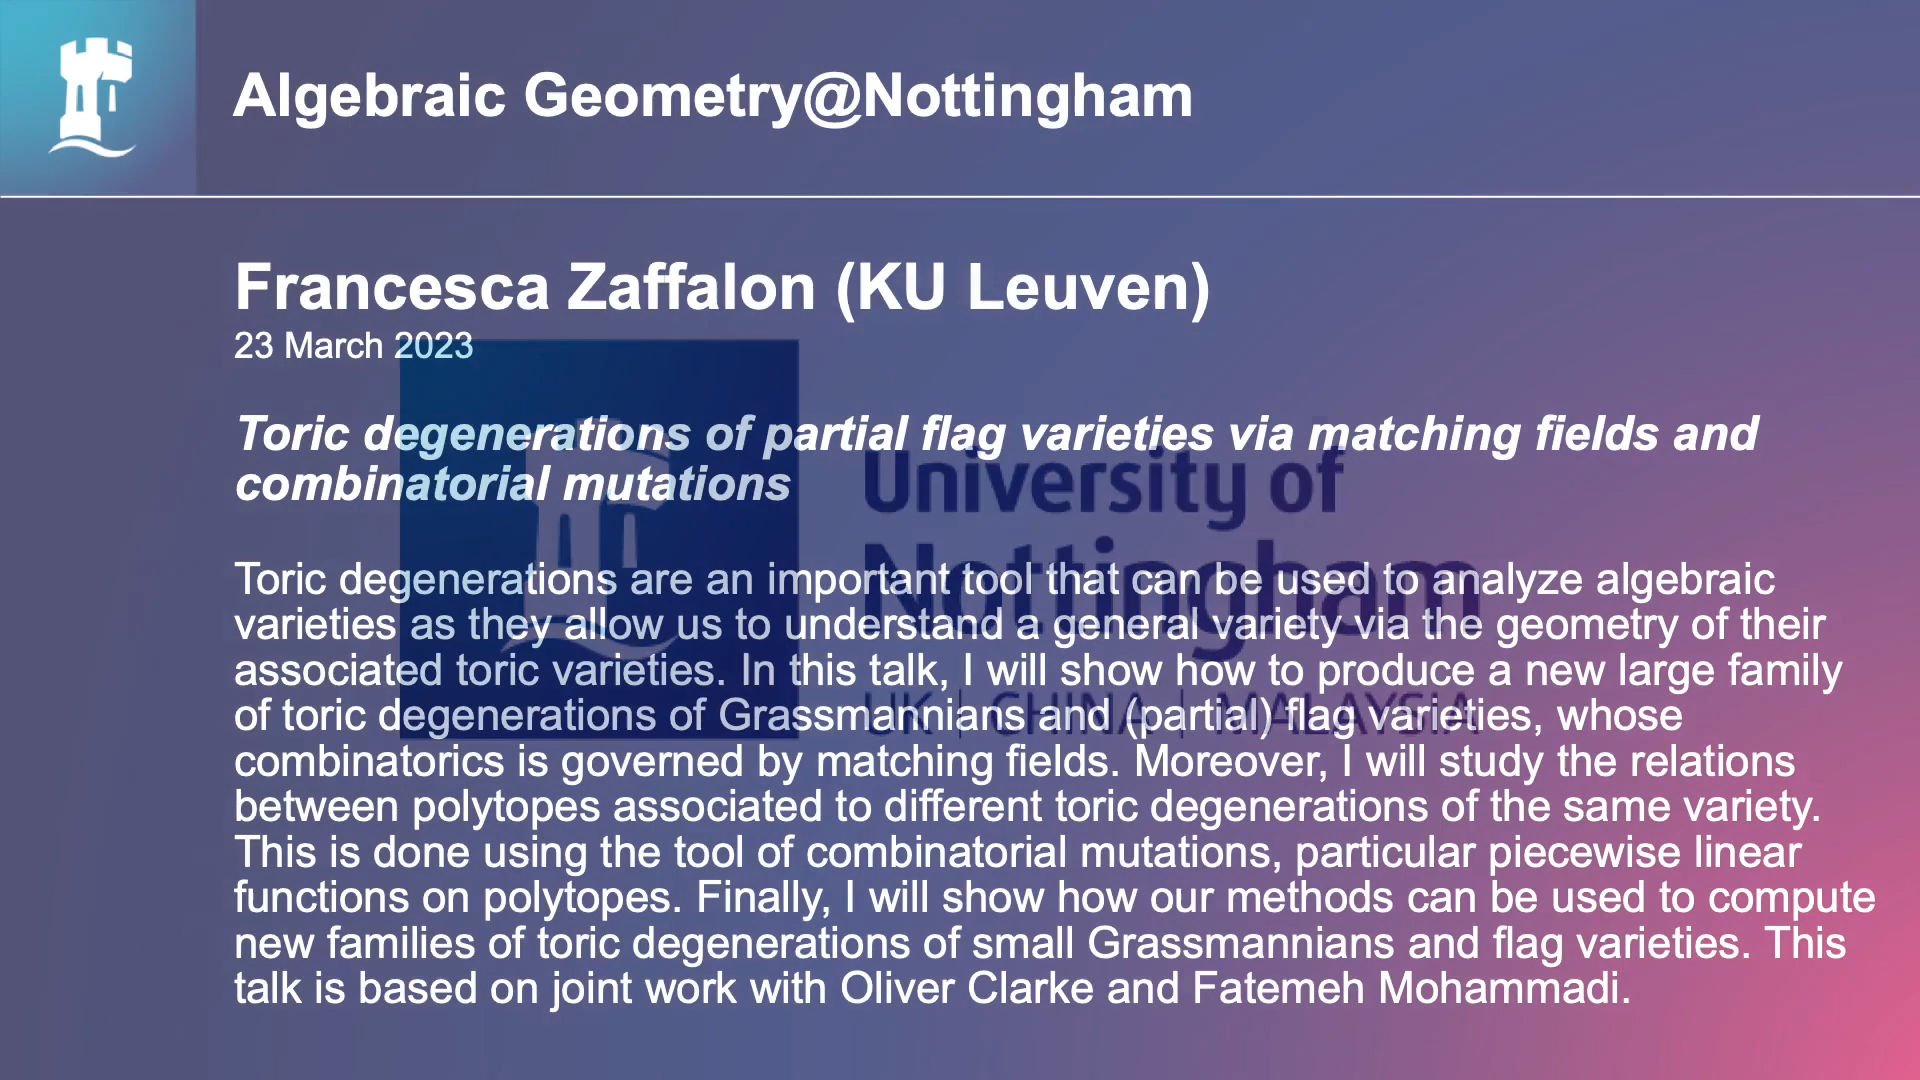 Algebraic Geometry@Nottingham
Francesca Zaffalon (KU Leuven)
23 March 2023
Toric degenerations of partial flag varieties via matching fields and
combinatorial mutations
Toric degenerations are an important tool that can be used to analyze algebraic
varieties as they allow us to understand a general variety via the geometry of their
associated toric varieties. In this talk, I will show how to produce a new large family
of toric degenerations of Grassmannians and (partial) flag varieties, whose
combinatorics is governed by matching fields. Moreover, I will study the relations
between polytopes associated to different toric degenerations of the same variety.
This is done using the tool of combinatorial mutations, particular piecewise linear
functions on polytopes. Finally, I will show how our methods can be used to compute
new families of toric degenerations of small Grassmannians and flag varieties. This
talk is based on joint work with Oliver Clarke and Fatemeh Mohammadi.
University of
Nottingham
UK | CHINA | MALAYSIA